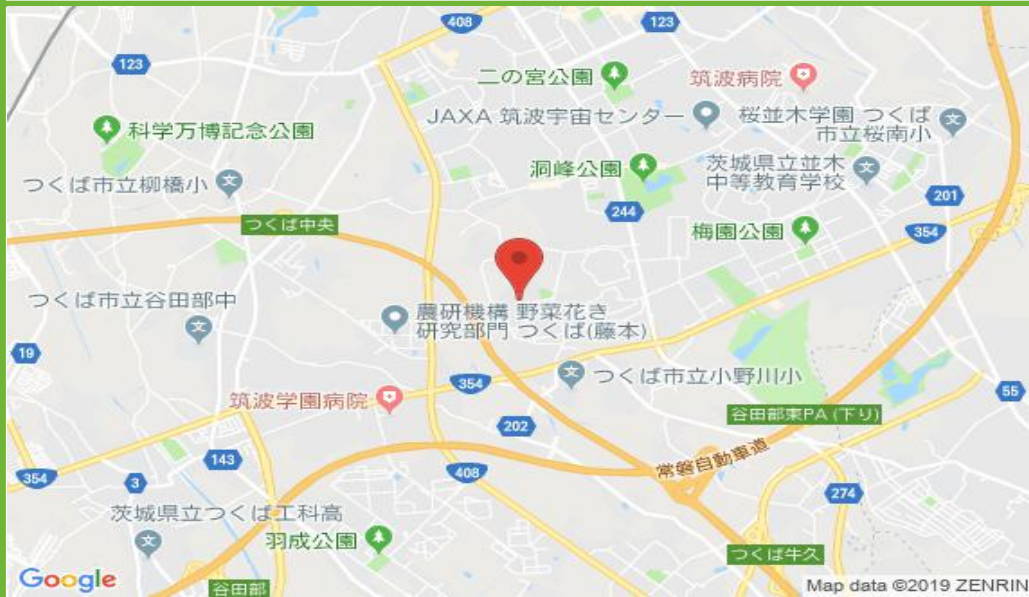 408
123
123
二の宮公園
筑波病院
JAXA 筑波宇宙センター
桜並木学園 つくば
市立桜南小
科学万博記念公園
洞峰公園
茨城県立並木
中等教育学校
つくば市立柳橋小
201
244
つくば中央
梅園公園
354
つくば市立谷田部中
農研機構 野菜花き
研究部門 つくば(藤本)
19
354
つくば市立小野川小
55
筑波学園病院
谷田部東PA (下り)
202
143
常磐自動車道
354
3
408
274
茨城県立つくば工科高
羽成公園
つくば牛久
Google
谷田部
Map data ©2019 ZENRIN
文
文
文
文
文
文